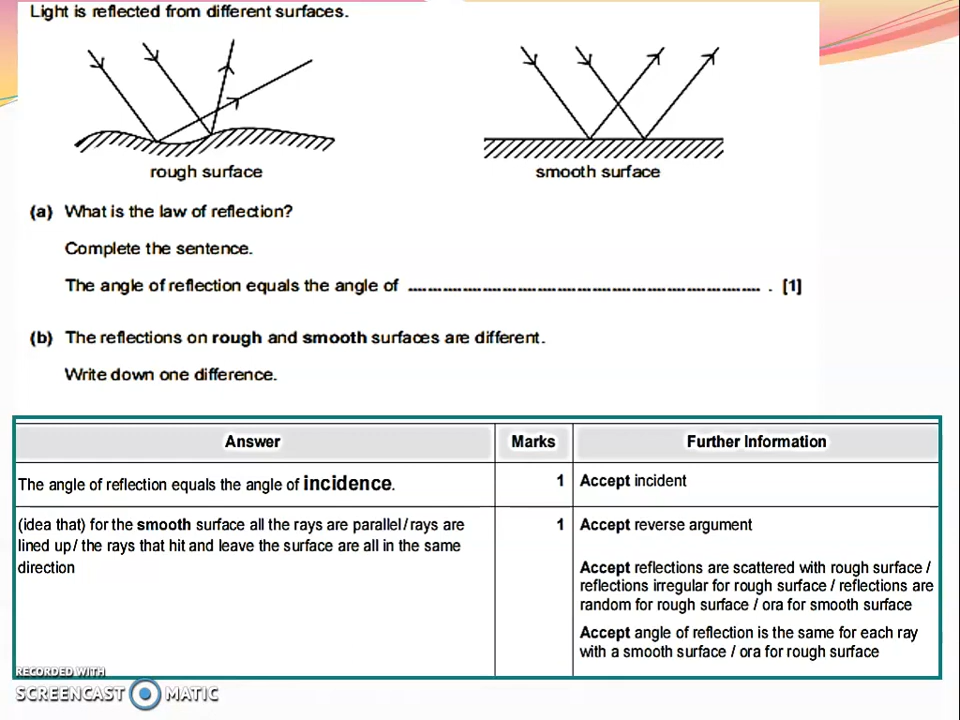 Light is reflected from different surfaces.
rough surface
smooth surface
(a) What is the law of reflection?
Complete the sentence.
The angle of reflection equals the angle of ................................................................ . [1]
(b) The reflections on rough and smooth surfaces are different.
Write down one difference.
Answer
Marks
Further Information
The angle of reflection equals the angle of incidence.
1
Accept incident
(idea that) for the smooth surface all the rays are parallel / rays are
lined up / the rays that hit and leave the surface are all in the same
direction
1
Accept reverse argument
Accept reflections are scattered with rough surface /
reflections irregular for rough surface / reflections are
random for rough surface / ora for smooth surface
Accept angle of reflection is the same for each ray
with a smooth surface / ora for rough surface
RECORDED WITH
SCREENCAST MATIC